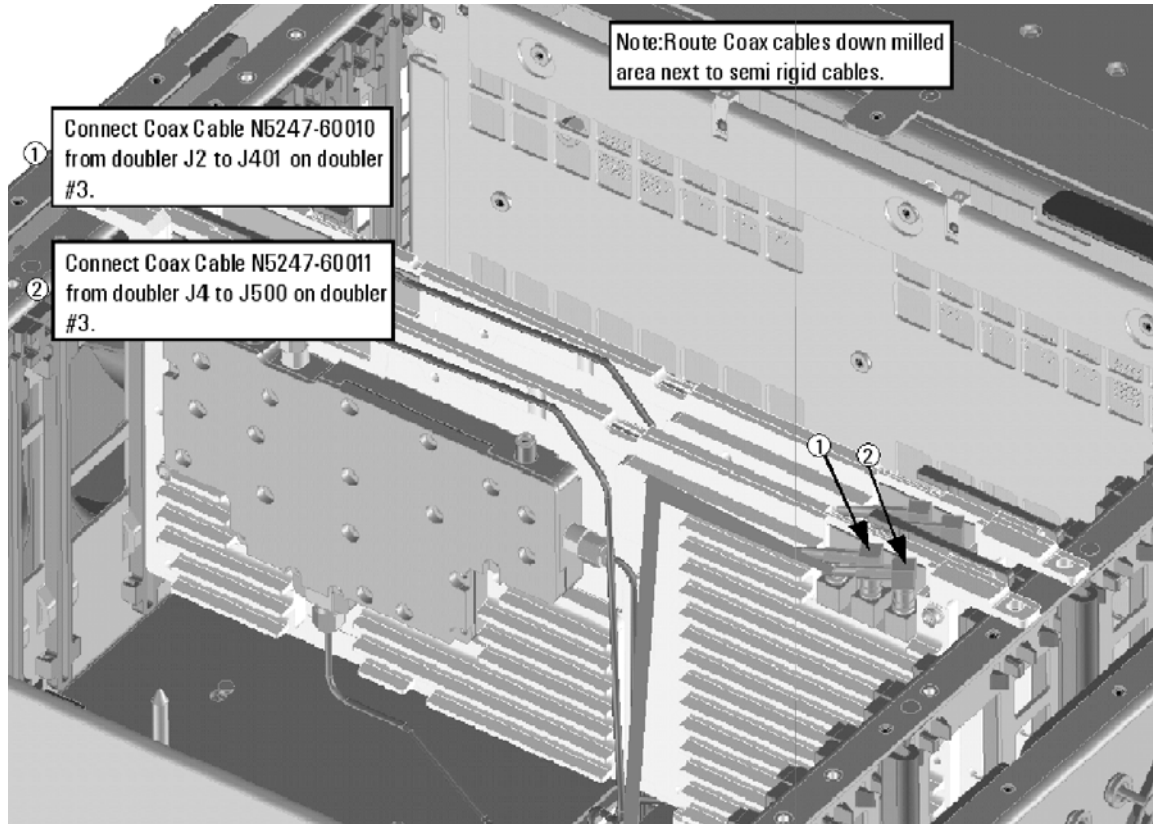 Note:Route Coax cables down milled
area next to semi rigid cables.
① Connect Coax Cable N5247-60010
from doubler J2 to J401 on doubler
#3.
② Connect Coax Cable N5247-60011
from doubler J4 to J500 on doubler
#3.
① ②